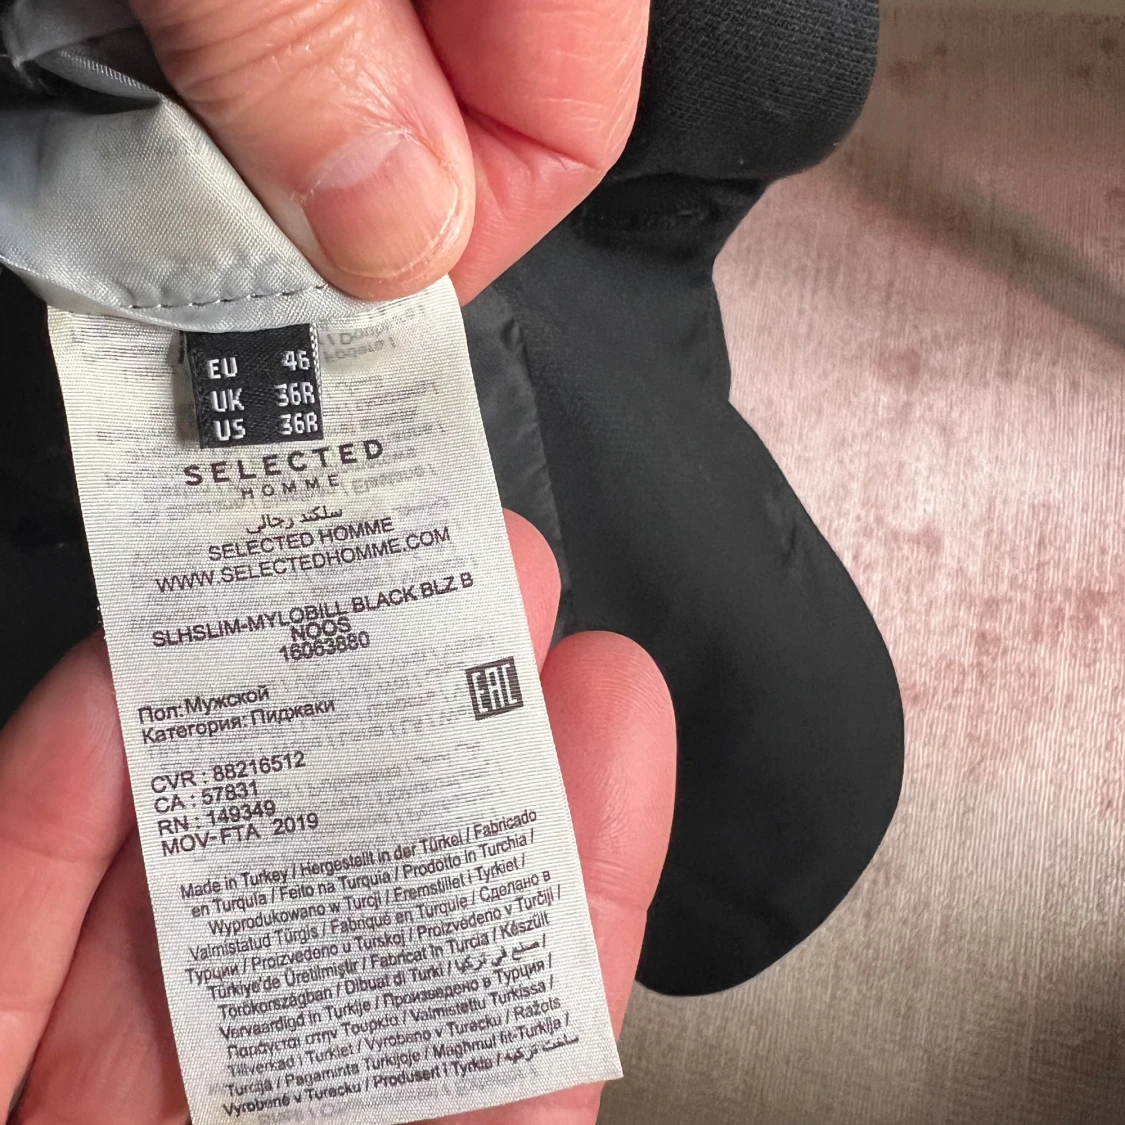 EU 46
UK 36R
US 36R
SELECTED
HOMME
سلكتد رجالي
SELECTED HOMME
WWW.SELECTEDHOMME.COM
SLHSLIM-MYLOBILL BLACK BLZ B
NOOS
16063880
EAC
Пол:Мужской
Категория: Пиджаки
CVR : 88216512
CA : 57831
RN : 149349
MOV-FTA 2019
Made in Turkey / Hergestellt in der Türkei / Fabricado
en Turquía / Feito na Turquia / Prodotto in Turchia /
Wyprodukowano w Turcji / Fremstillet i Tyrkiet /
Valmistatud Türgis / Fabriqué en Turquie / Сделано в
Турции / Proizvedeno u Turskoj / Proizvedeno v Turčiji /
Türkiye'de Üretilmiştir / Fabricat în Turcia / Készült
Törökországban / Dibuat di Turki / صنع في تركيا /
Vervaardigd in Turkije / Произведено в Турция /
Παράγεται στην Τουρκία / Valmistettu Turkissa /
Tillverkad i Turkiet / Vyrobeno v Turecku / Ražots
Turcijā / Pagaminta Turkijoje / Maghmul fit-Turkija /
Vyrobené v Turecku / Produsert i Tyrkia / ساخت ترکیه